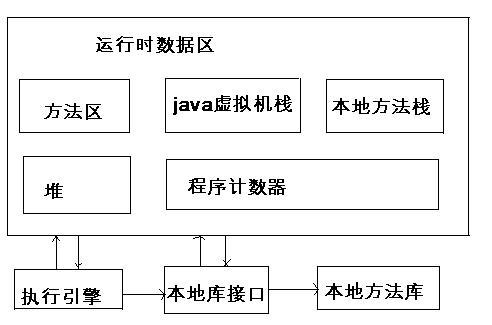 运行时数据区
方法区
java虚拟机栈
本地方法栈
堆
程序计数器
执行引擎
本地库接口
本地方法库